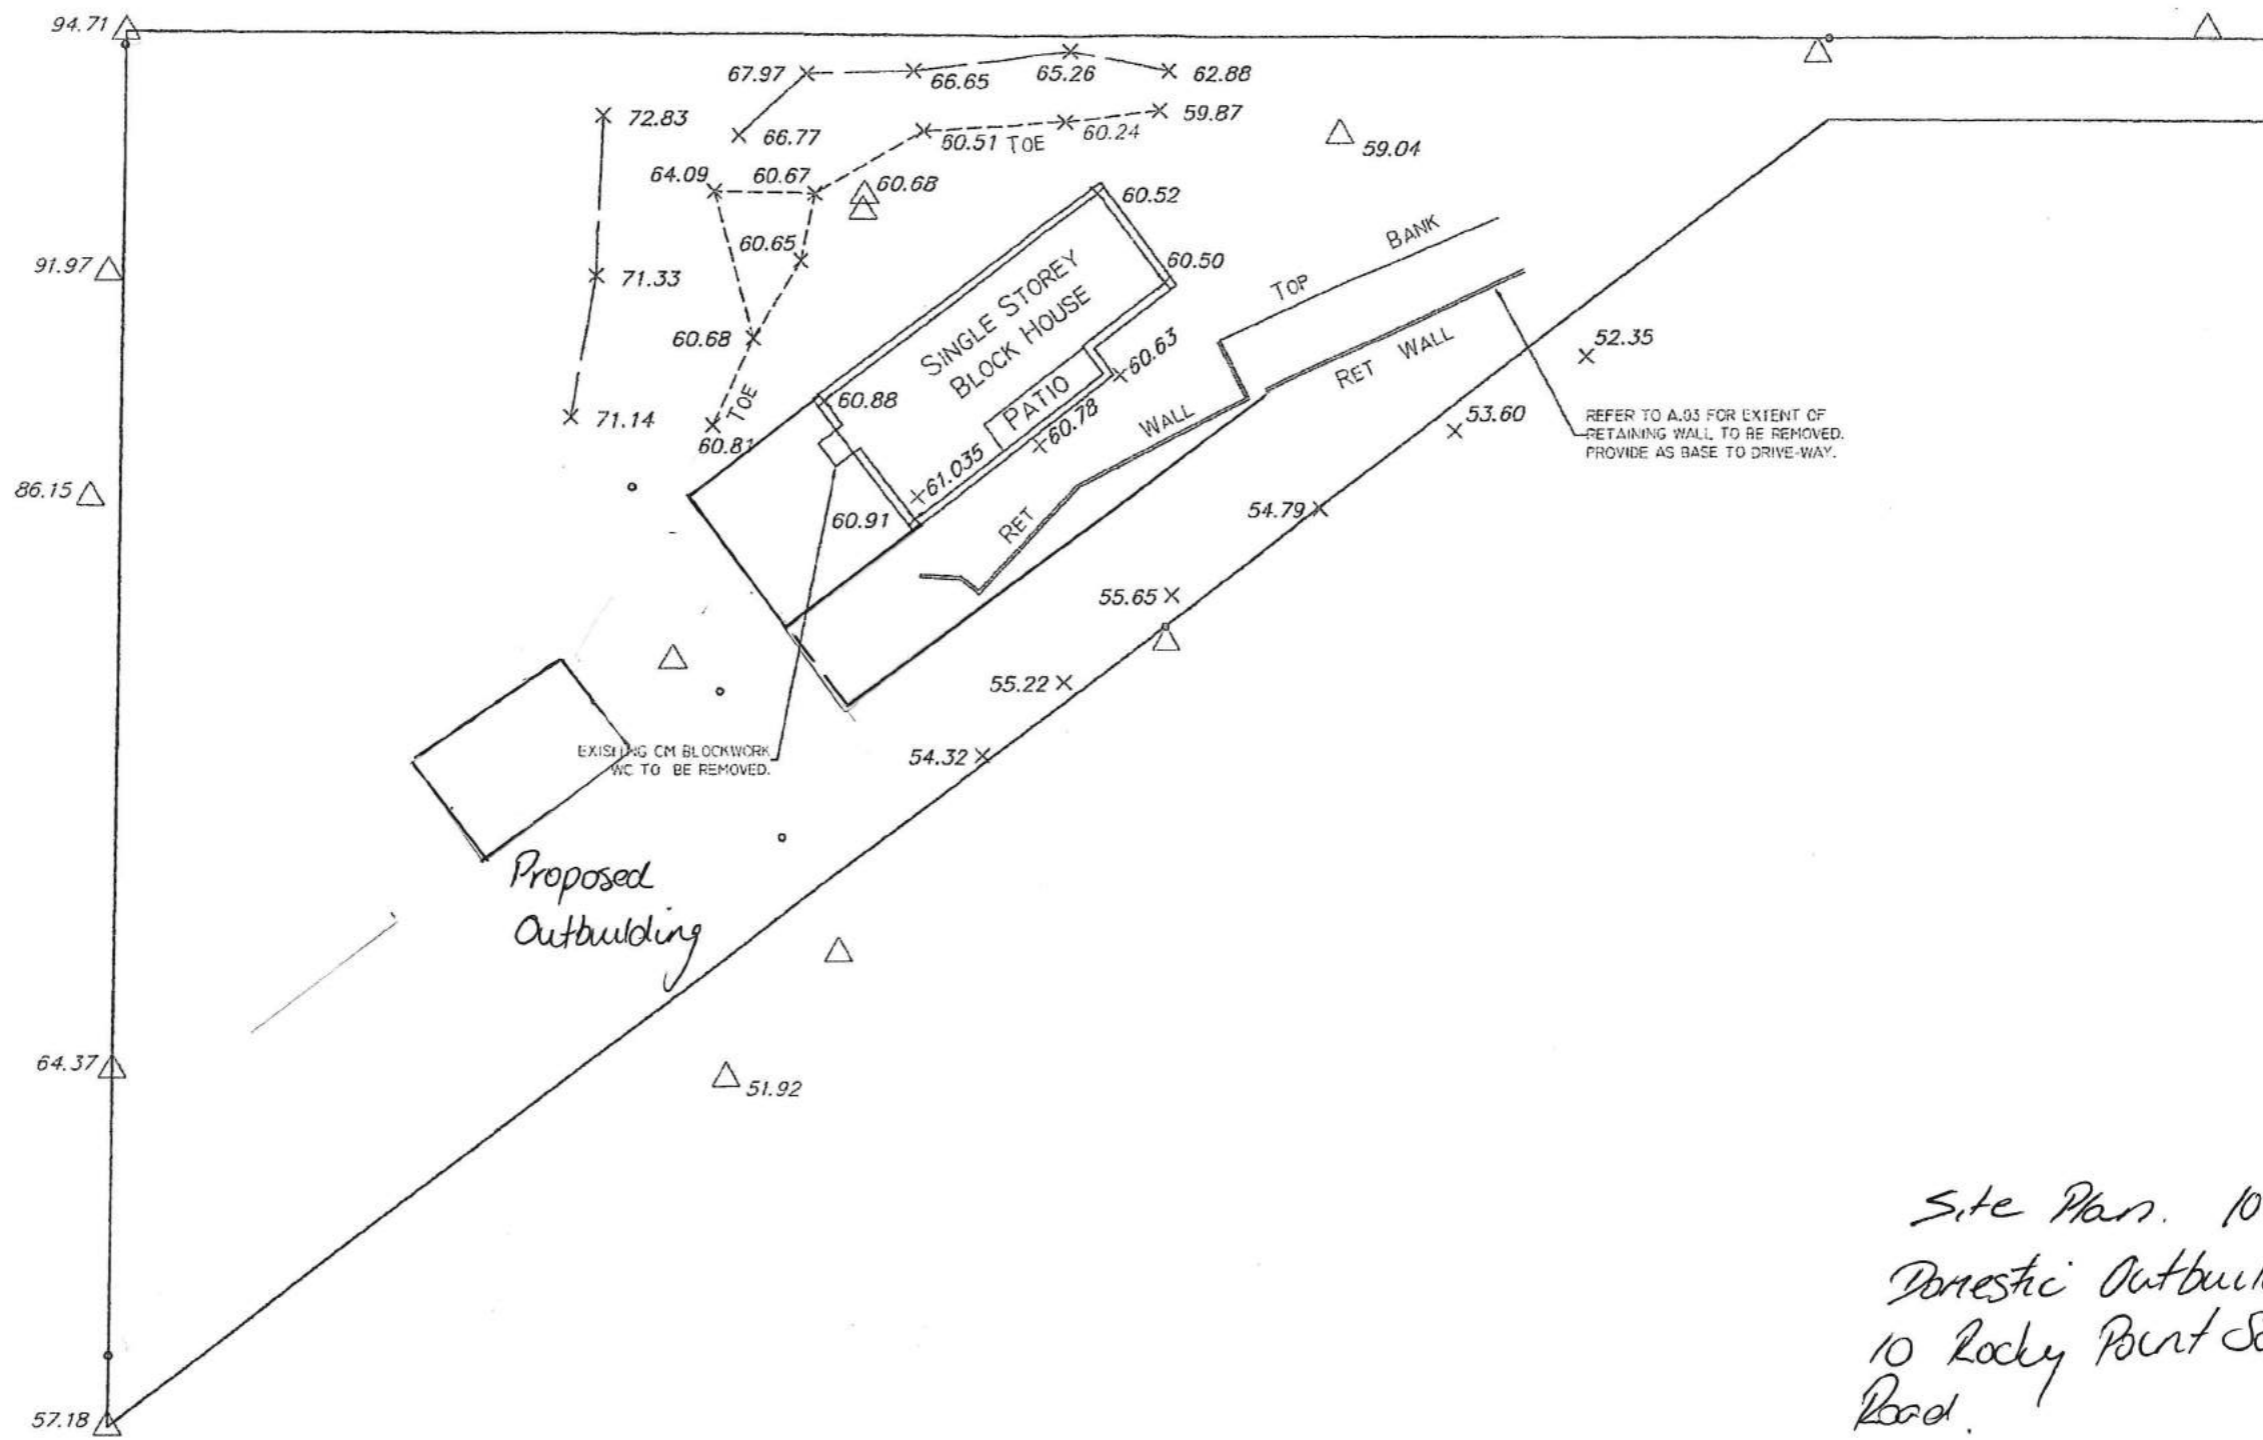 94.71
67.97
66.65
65.26
62.88
72.83
66.77
60.51 TOE
60.24
59.87
59.04
64.09
60.67
60.68
60.52
91.97
71.33
60.65
60.50
SINGLE STOREY
BLOCK HOUSE
TOP BANK
60.68
60.63
RET WALL
52.35
71.14
TOE
60.81
60.88
PATIO
60.78
RET WALL
53.60
REFER TO A.03 FOR EXTENT OF
RETAINING WALL TO BE REMOVED.
PROVIDE AS BASE TO DRIVE-WAY.
86.15
61.035
60.91
54.79
55.65
55.22
54.32
EXISTING CM BLOCKWORK
WC TO BE REMOVED.
Proposed
Outbuilding
64.37
51.92
57.18
Site Plan. 10
Domestic Outbuil
10 Rocky Point
Road.